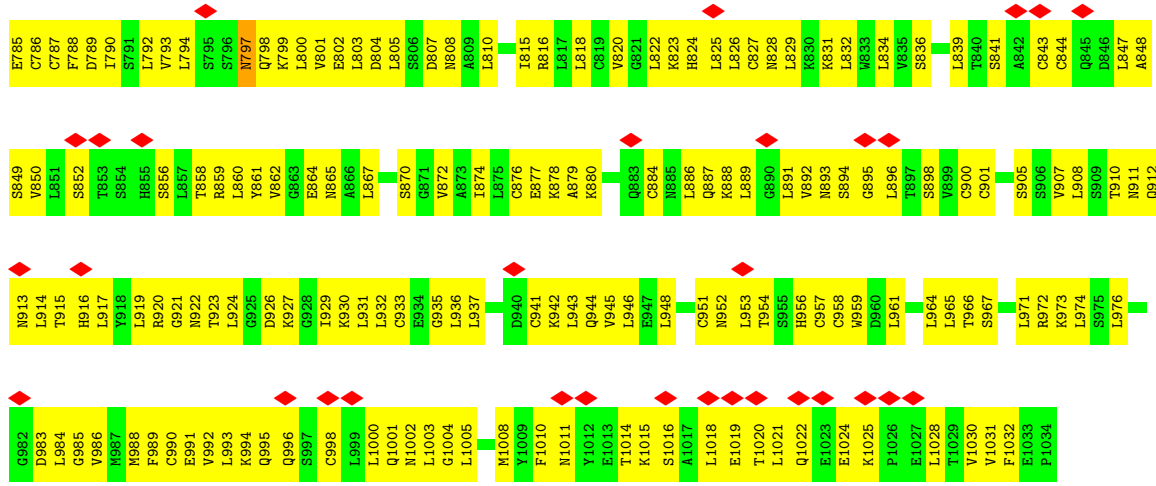 E785 C786 C787 F788 D789 I790 S791 L792 V793 L794 S795 S796 N797 Q798 K799 L800 V801 E802 L803 D804 L805 S806 D807 N808 A809 L810 I815 R816 L817 L818 C819 V820 G821 L822 K823 H824 L825 L826 C827 N828 L829 K830 K831 L832 W833 L834 V835 S836 L839 T840 S841 A842 C843 C844 Q845 D846 L847 A848
S849 V850 L851 S852 T853 S854 H855 S856 L857 T858 R859 L860 Y861 V862 G863 E864 N865 A866 L867 S870 G871 V872 A873 I874 L875 C876 E877 K878 A879 K880 Q883 C884 N885 L886 Q887 K888 L889 G890 L891 V892 N893 S894 G895 L896 T897 S898 V899 C900 C901 S905 S906 V907 L908 S909 T910 N911 Q912
N913 L914 T915 H916 L917 Y918 L919 R920 G921 N922 T923 L924 G925 D926 K927 G928 I929 K930 L931 L932 C933 E934 G935 L936 L937 D940 C941 K942 L943 Q944 V945 L946 E947 L948 C951 N952 L953 T954 S955 H956 C957 C958 W959 D960 L961 L964 L965 T966 S967 L971 R972 K973 L974 S975 L976
G982 D983 L984 G985 V986 M987 M988 F989 C990 E991 V992 L993 K994 Q995 Q996 S997 C998 L999 L1000 Q1001 N1002 L1003 G1004 L1005 M1008 Y1009 F1010 N1011 Y1012 E1013 T1014 K1015 S1016 A1017 L1018 E1019 T1020 L1021 Q1022 E1023 E1024 K1025 P1026 E1027 L1028 T1029 V1030 V1031 F1032 E1033 P1034